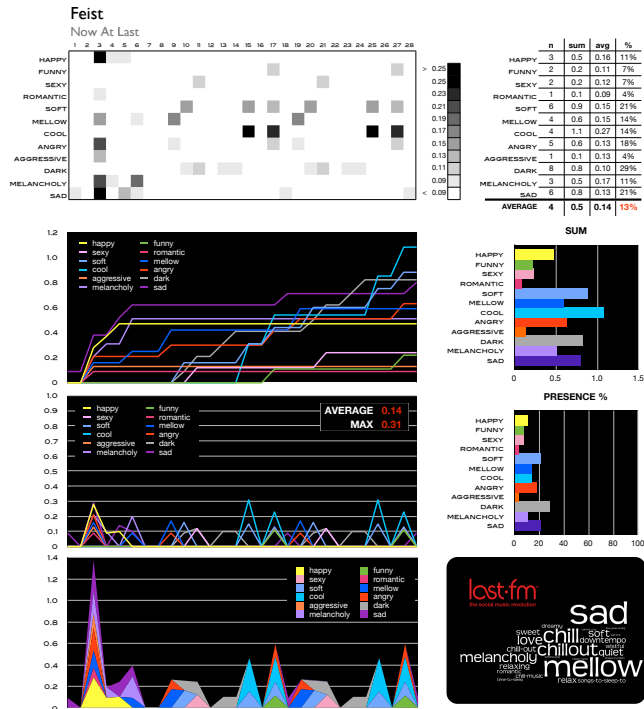 Feist
Now At Last
1 2 3 4 5 6 7 8 9 10 11 12 13 14 15 16 17 18 19 20 21 22 23 24 25 26 27 28
HAPPY
FUNNY
SEXY
ROMANTIC
SOFT
MELLOW
COOL
ANGRY
AGGRESSIVE
DARK
MELANCHOLY
SAD
> 0.25
0.25
0.23
0.21
0.19
0.17
0.15
0.13
0.11
0.09
< 0.09
n sum avg %
HAPPY 3 0.5 0.16 11%
FUNNY 2 0.2 0.11 7%
SEXY 2 0.2 0.12 7%
ROMANTIC 1 0.1 0.09 4%
SOFT 6 0.9 0.15 21%
MELLOW 4 0.6 0.15 14%
COOL 4 1.1 0.27 14%
ANGRY 5 0.6 0.13 18%
AGGRESSIVE 1 0.1 0.13 4%
DARK 8 0.8 0.10 29%
MELANCHOLY 3 0.5 0.17 11%
SAD 6 0.8 0.13 21%
AVERAGE 4 0.5 0.14 13%
1.2
1.0
0.8
0.6
0.4
0.2
0
happy funny
sexy romantic
soft mellow
cool angry
aggressive dark
melancholy sad
SUM
HAPPY
FUNNY
SEXY
ROMANTIC
SOFT
MELLOW
COOL
ANGRY
AGGRESSIVE
DARK
MELANCHOLY
SAD
0 0.5 1.0 1.5
1.0
0.9
0.8
0.7
0.6
0.5
0.4
0.3
0.2
0.1
0
happy funny
sexy romantic
soft mellow
cool angry
aggressive dark
melancholy sad
AVERAGE 0.14
MAX 0.31
PRESENCE %
HAPPY
FUNNY
SEXY
ROMANTIC
SOFT
MELLOW
COOL
ANGRY
AGGRESSIVE
DARK
MELANCHOLY
SAD
0 20 40 60 80 100
1.4
1.2
1.0
0.8
0.6
0.4
0.2
0
happy funny
sexy romantic
soft mellow
cool angry
aggressive dark
melancholy sad
last.fm
the social music revolution
sad
dreamy
sweet chill soft
love downtempo
chill-out chillout wistful
quiet
melancholy
relaxing mellow
romantic
chill-music
time-to-sleep relax songs-to-sleep-to